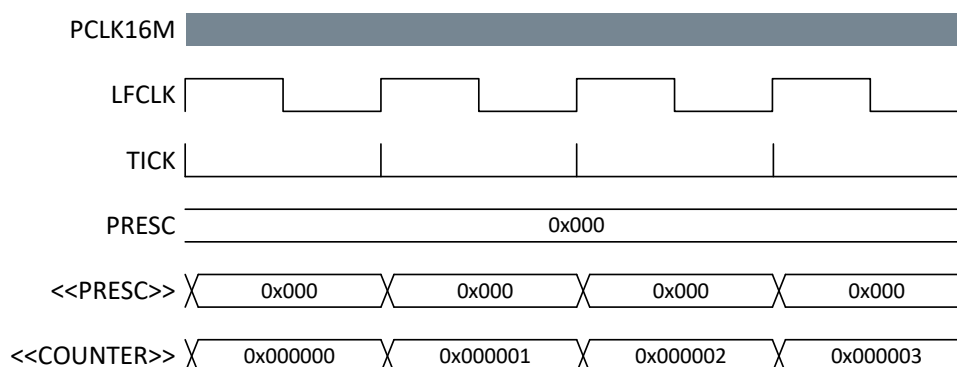 PCLK16M
LFCLK
TICK
PRESC 0x000
<<PRESC>> 0x000 0x000 0x000 0x000
<<COUNTER>> 0x000000 0x000001 0x000002 0x000003